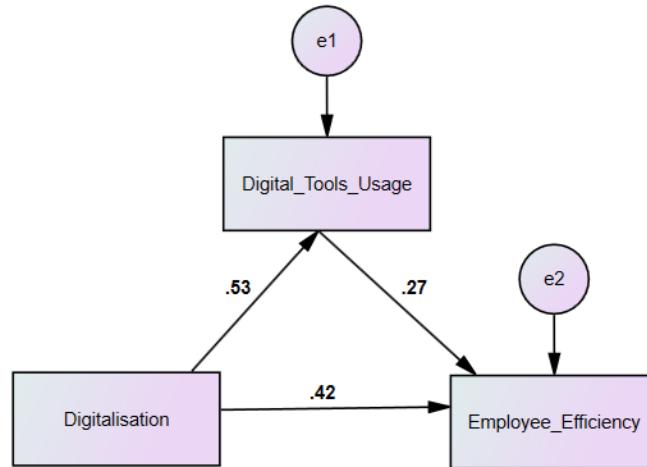 e1
Digital_Tools_Usage
.53
.27
e2
Digitalisation
.42
Employee_Efficiency